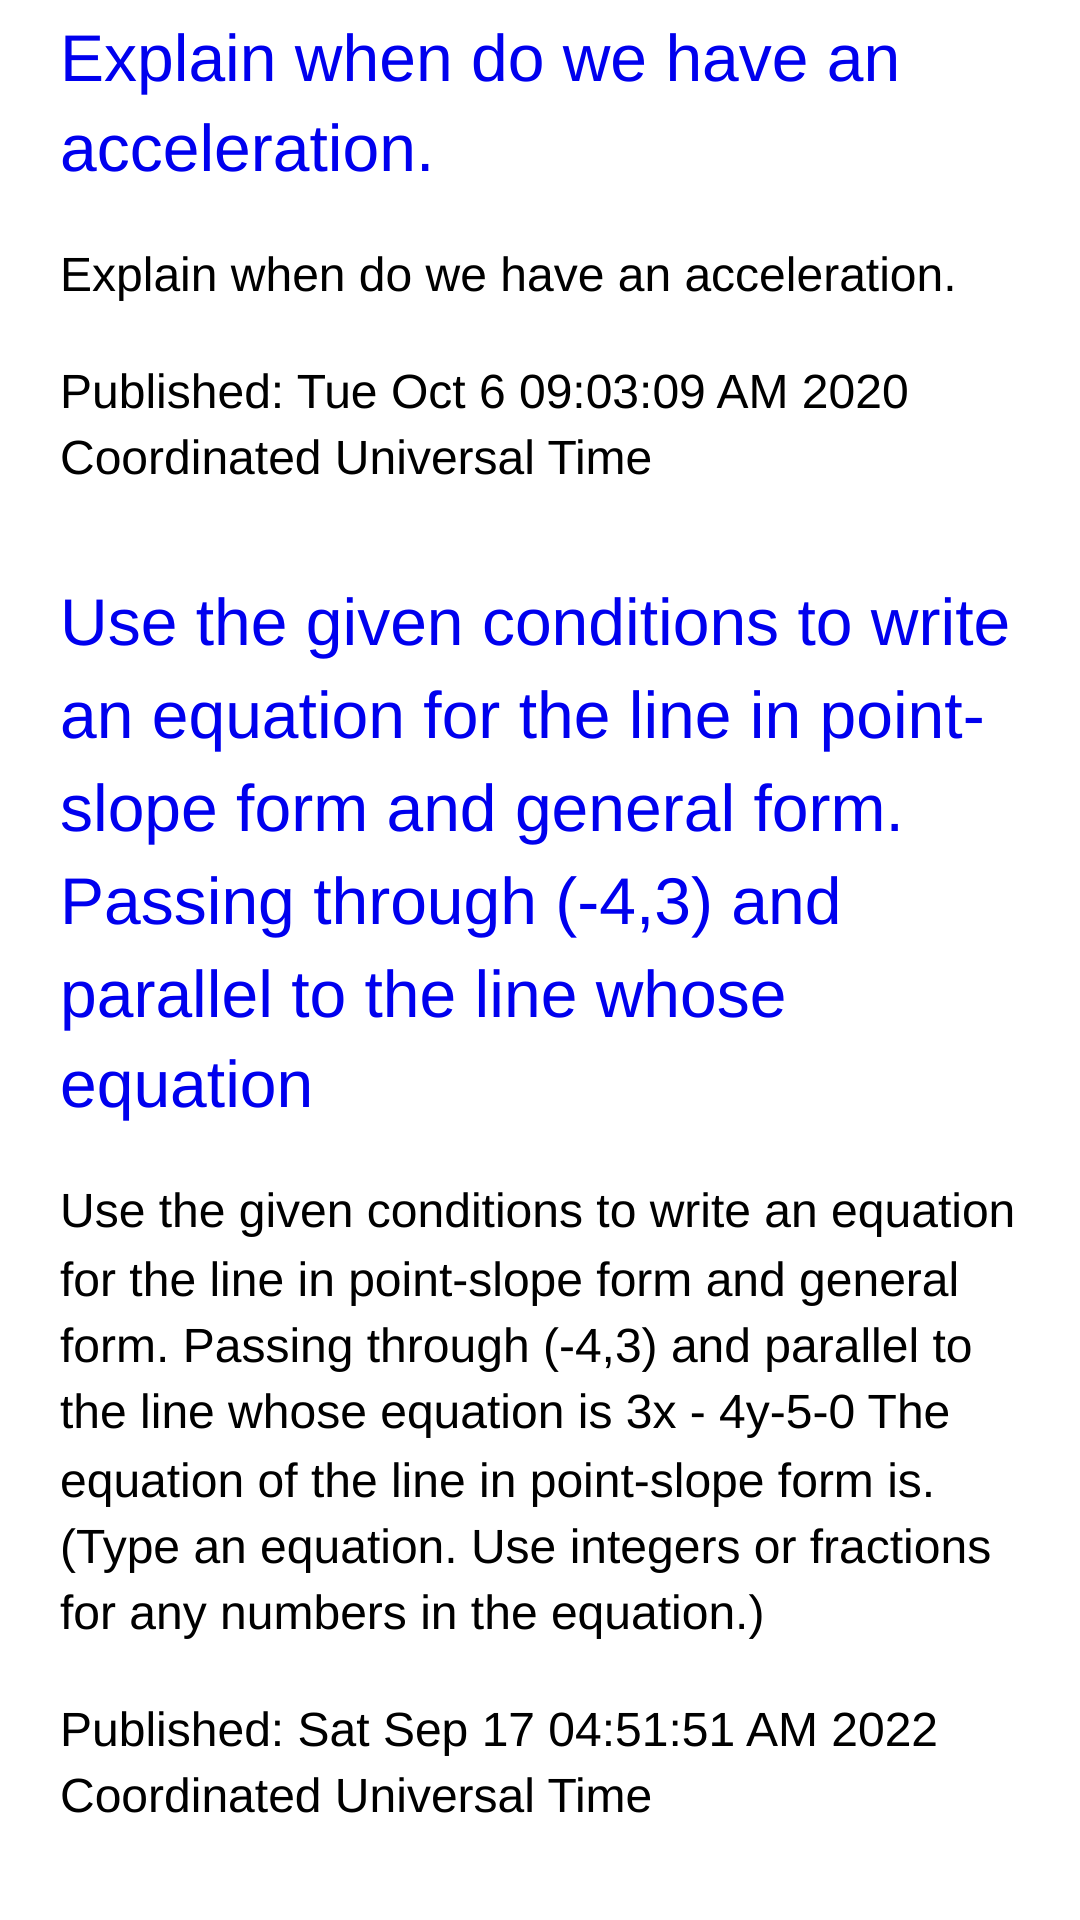 Explain when do we have an
acceleration.
Explain when do we have an acceleration.
Published: Tue Oct 6 09:03:09 AM 2020
Coordinated Universal Time
Use the given conditions to write
an equation for the line in point-
slope form and general form.
Passing through (-4,3) and
parallel to the line whose
equation
Use the given conditions to write an equation
for the line in point-slope form and general
form. Passing through (-4,3) and parallel to
the line whose equation is 3x - 4y-5-0 The
equation of the line in point-slope form is.
(Type an equation. Use integers or fractions
for any numbers in the equation.)
Published: Sat Sep 17 04:51:51 AM 2022
Coordinated Universal Time